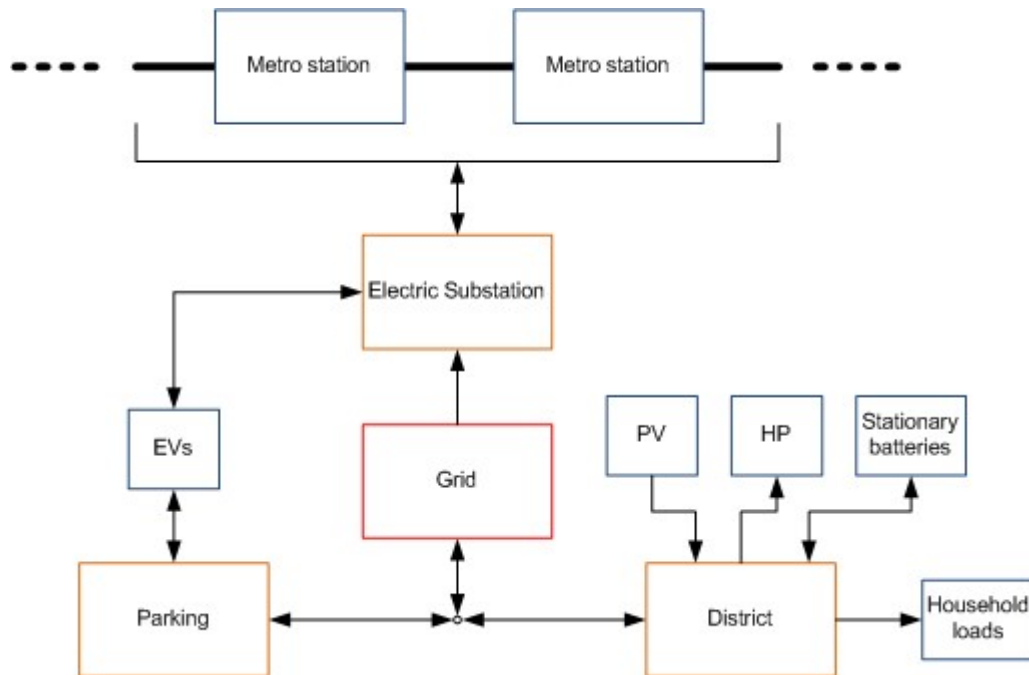 Metro station
Metro station
Electric Substation
EVs
PV
HP
Stationary
batteries
Grid
Parking
District
Household
loads